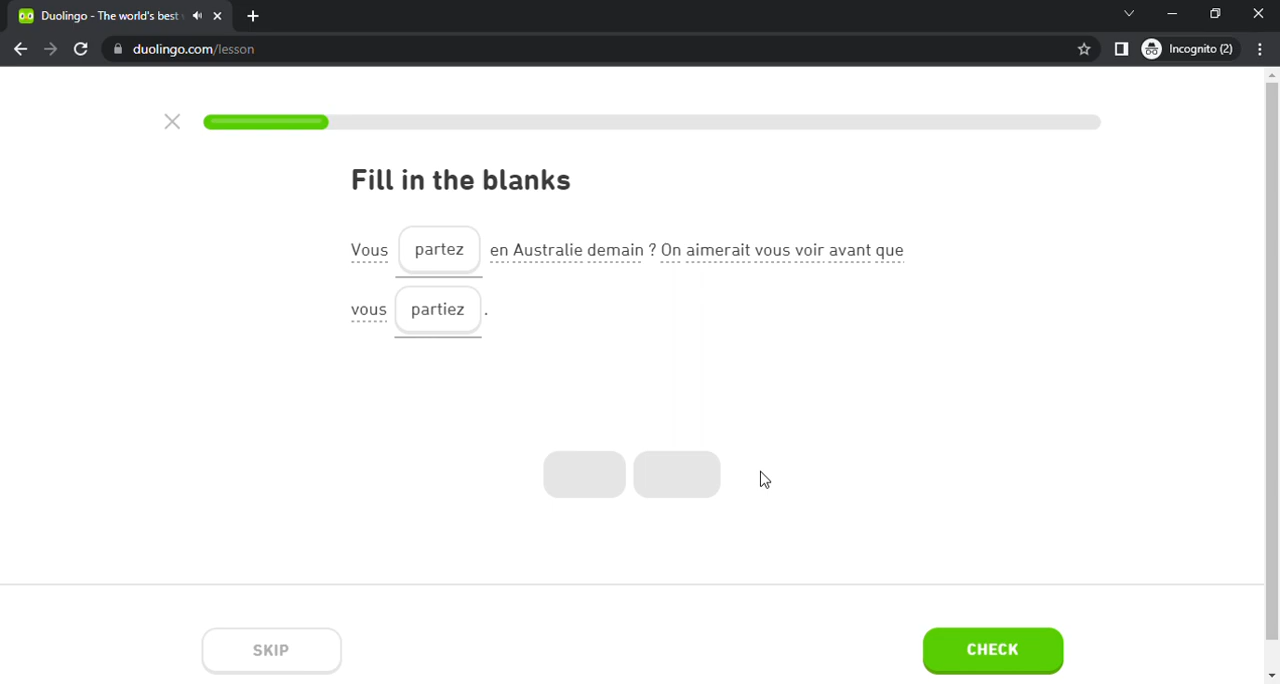 Duolingo - The world's best
duolingo.com/lesson
Incognito (2)
Fill in the blanks
Vous partez en Australie demain ? On aimerait vous voir avant que
vous partiez .
SKIP
CHECK